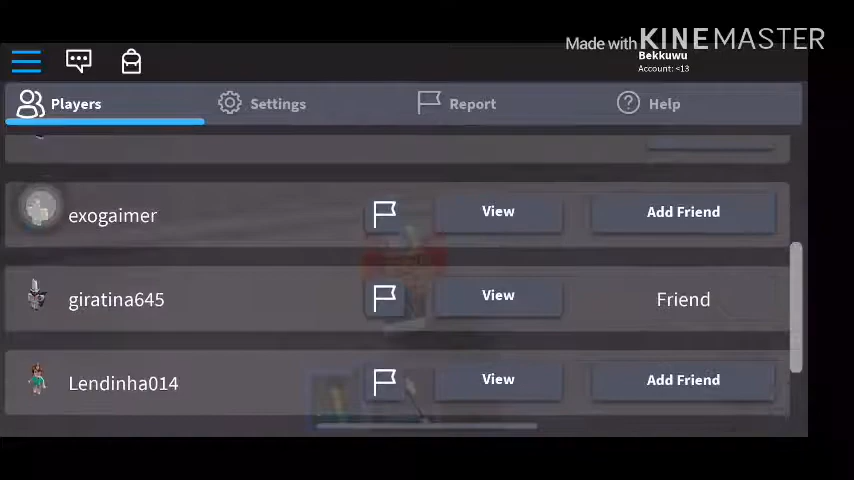 Made with KINEMASTER
Bekkuwu
Account: <13
Players Settings Report Help
exogaimer View Add Friend
giratina645 View Friend
Lendinha014 View Add Friend